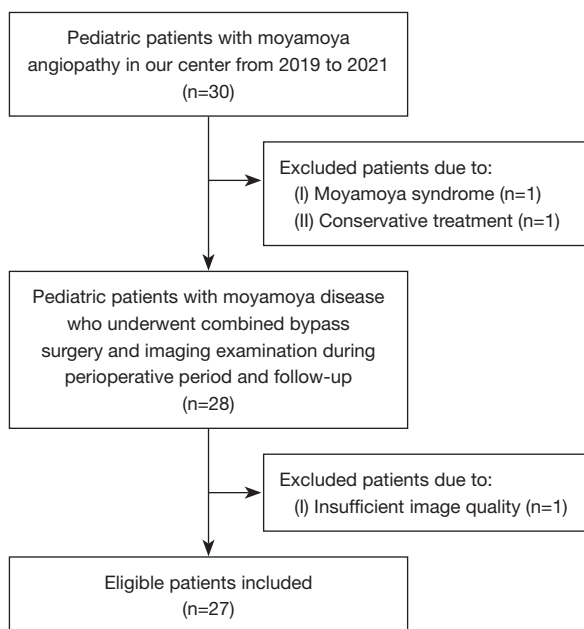 Pediatric patients with moyamoya
angiopathy in our center from 2019 to 2021
(n=30)
Excluded patients due to:
(I) Moyamoya syndrome (n=1)
(II) Conservative treatment (n=1)
Pediatric patients with moyamoya disease
who underwent combined bypass
surgery and imaging examination during
perioperative period and follow-up
(n=28)
Excluded patients due to:
(I) Insufficient image quality (n=1)
Eligible patients included
(n=27)